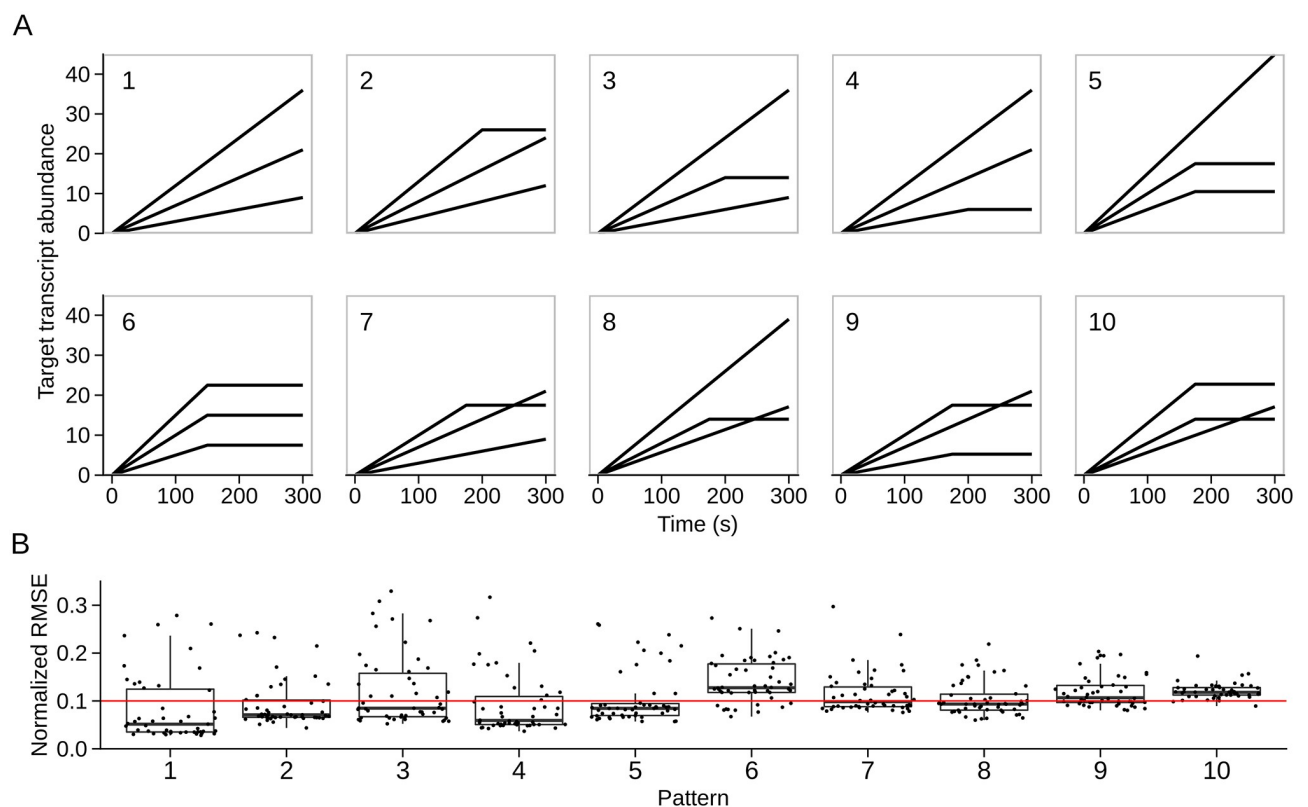 A
Target transcript abundance
1 2 3 4 5
40
30
20
10
0
6 7 8 9 10
40
30
20
10
0
0 100 200 300 0 100 200 300 0 100 200 300 0 100 200 300 0 100 200 300
Time (s)
B
Normalized RMSE
0.3
0.2
0.1
0.0
1 2 3 4 5 6 7 8 9 10
Pattern